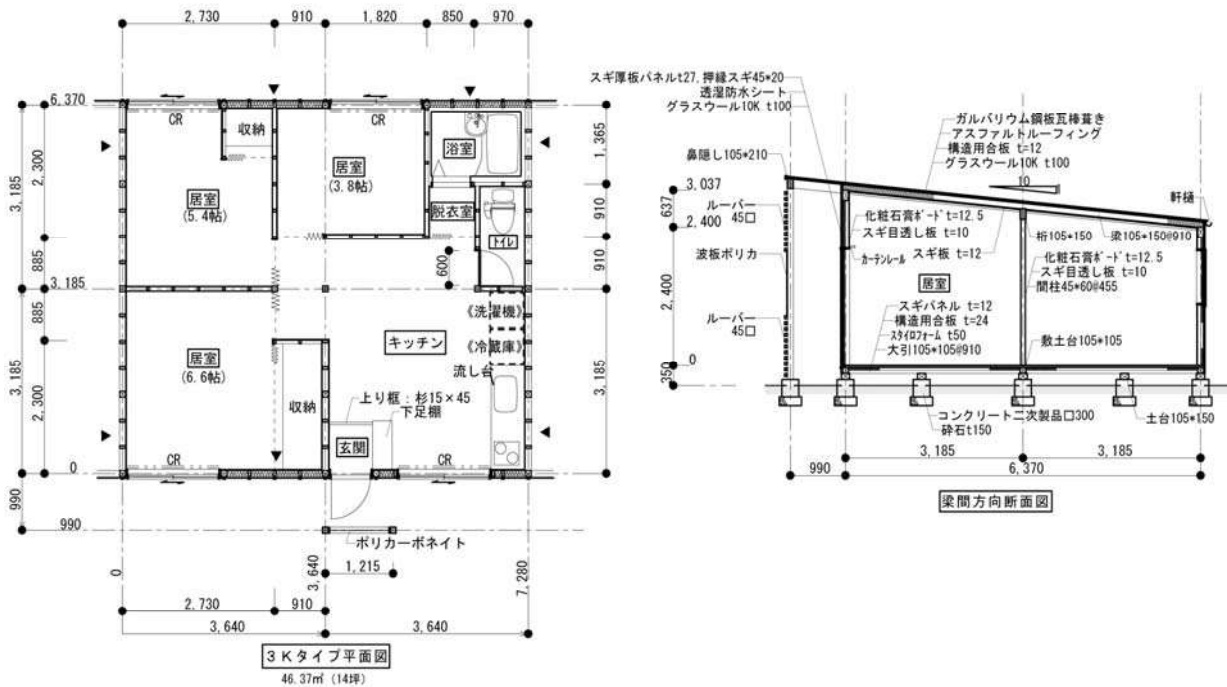 2,730
910
1,820
850
970
6,370
CR
収納
CR
居室
(3.8帖)
浴室
居室
(5.4帖)
脱衣室
トイレ
600
2,300
3,185
885
3,185
885
3,185
2,300
0
990
990
1,365
910
910
3,185
《洗濯機》
キッチン
《冷蔵庫》
流し台
居室
(6.6帖)
収納
上り框:杉15×45
下足棚
玄関
CR
CR
ポリカーボネイト
1,215
0
3,640
7,280
2,730
910
3,640
3,640
3Kタイプ平面図
46.37㎡ (14坪)
スギ厚板パネルt27,押縁スギ45*20
透湿防水シート
グラスウール10K t100
ガルバリウム鋼板瓦棒葺き
アスファルトルーフィング
構造用合板 t=12
グラスウール10K t100
鼻隠し105*210
10
1
軒樋
3,037
637
2,400
ルーバー
45口
化粧石膏ボード t=12.5
スギ目透し板 t=10
カーテンレール
スギ板 t=12
桁105*150
梁105*150@910
波板ポリカ
化粧石膏ボード t=12.5
スギ目透し板 t=10
間柱45*60@455
居室
2,400
スギパネル t=12
構造用合板 t=24
スタイロフォーム t50
大引105*105@910
ルーバー
45口
敷土台105*105
0
350
コンクリート二次製品口300
砕石t150
土台105*150
3,185
3,185
990
6,370
梁間方向断面図